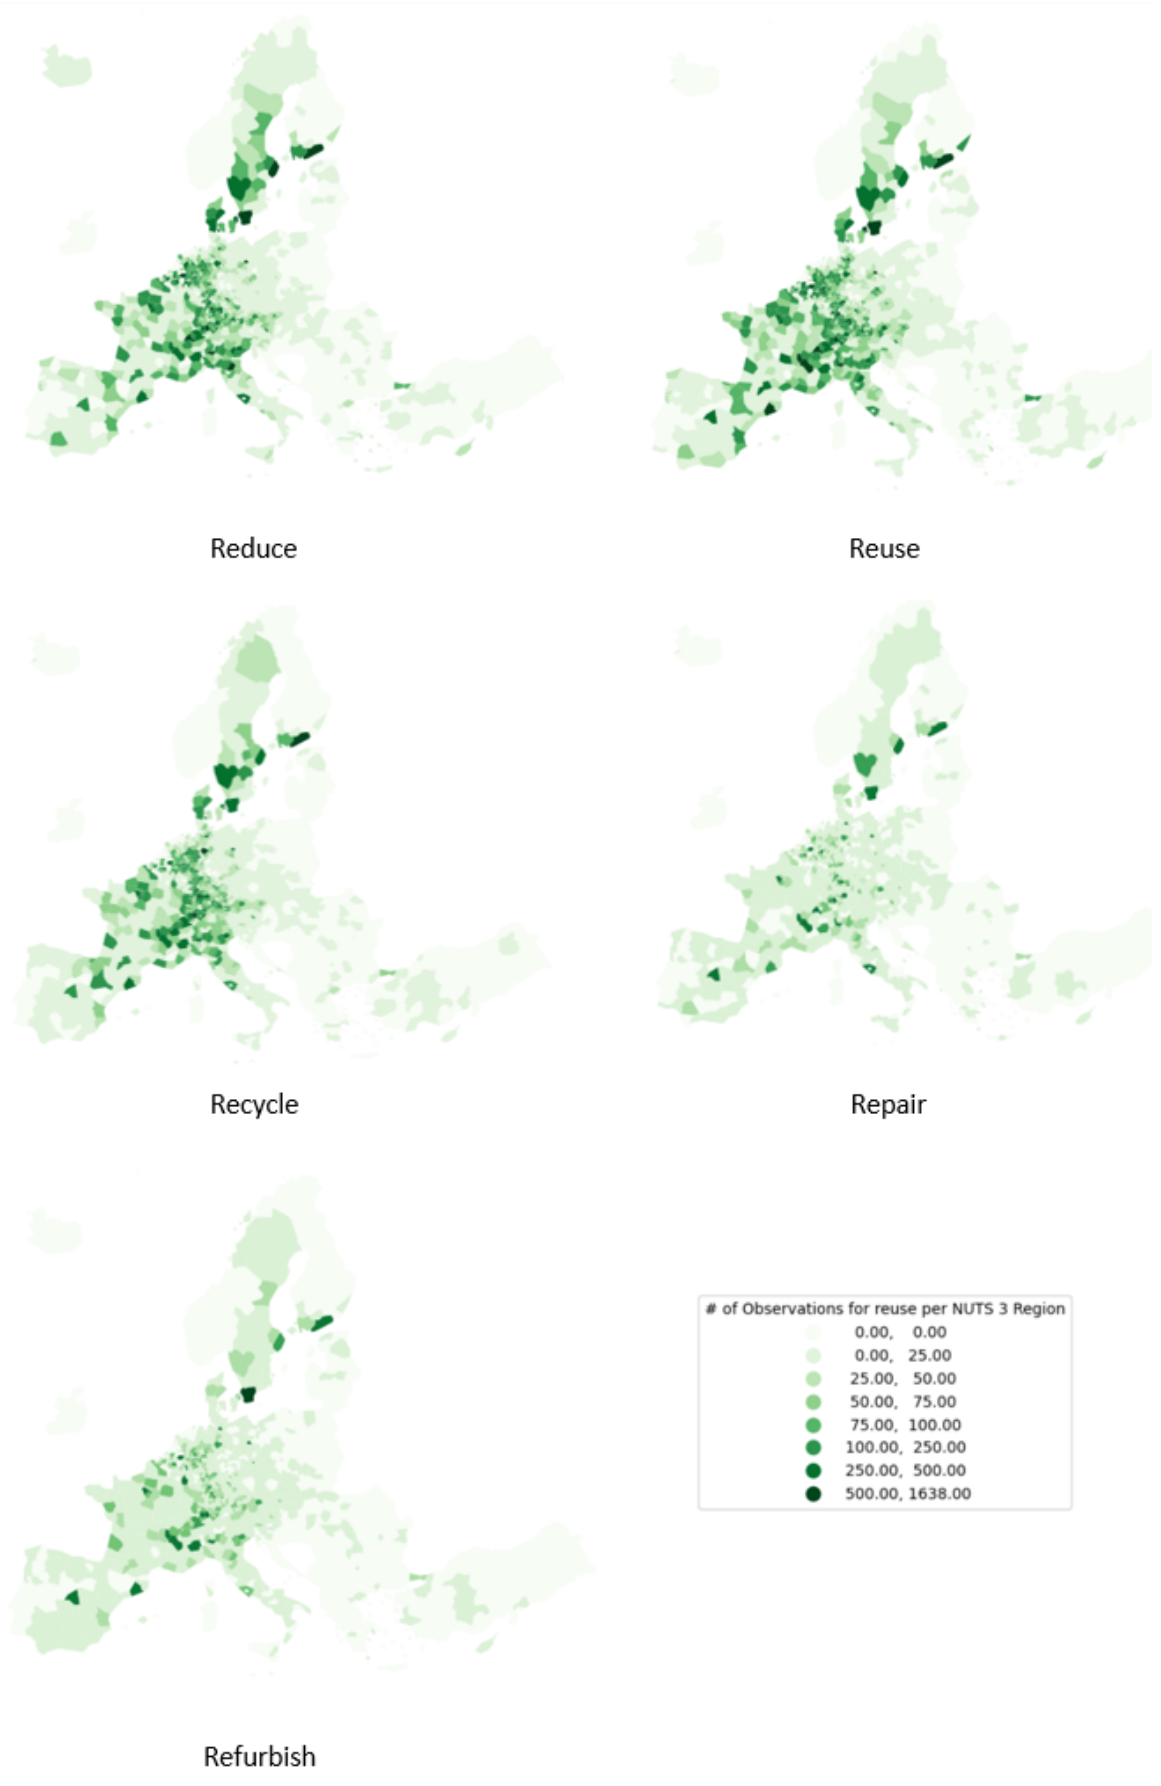 Reduce
Reuse
Recycle
Repair
# of Observations for reuse per NUTS 3 Region
0.00, 0.00
0.00, 25.00
25.00, 50.00
50.00, 75.00
75.00, 100.00
100.00, 250.00
250.00, 500.00
500.00, 1638.00
Refurbish